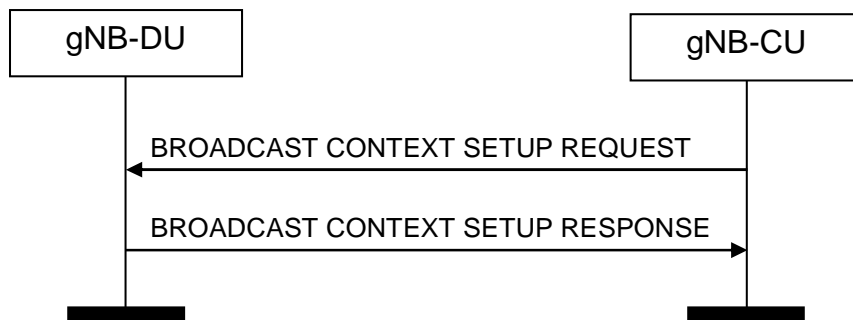 gNB-DU
gNB-CU
BROADCAST CONTEXT SETUP REQUEST
BROADCAST CONTEXT SETUP RESPONSE